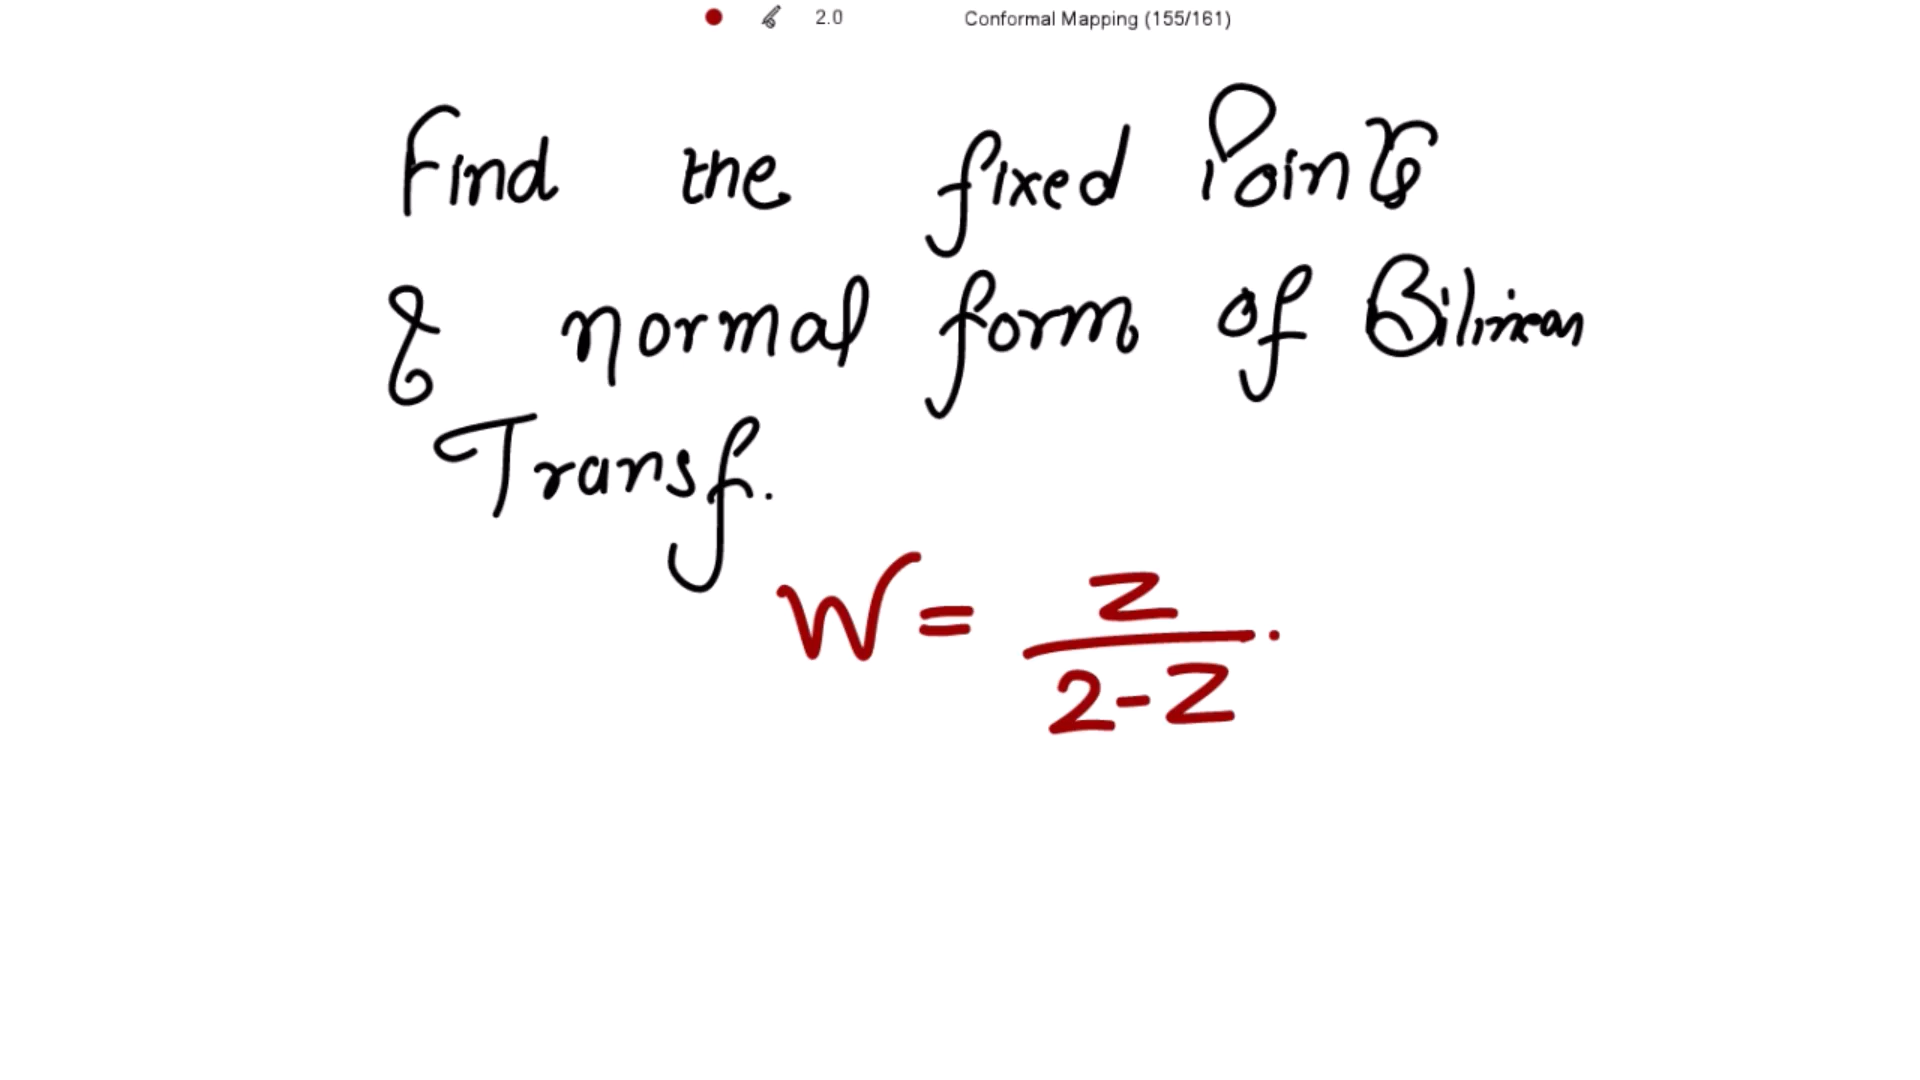 2.0 Conformal Mapping (155/161)
Find the fixed Points
& normal form of Bilinear
Transf.
W = z / 2-z .